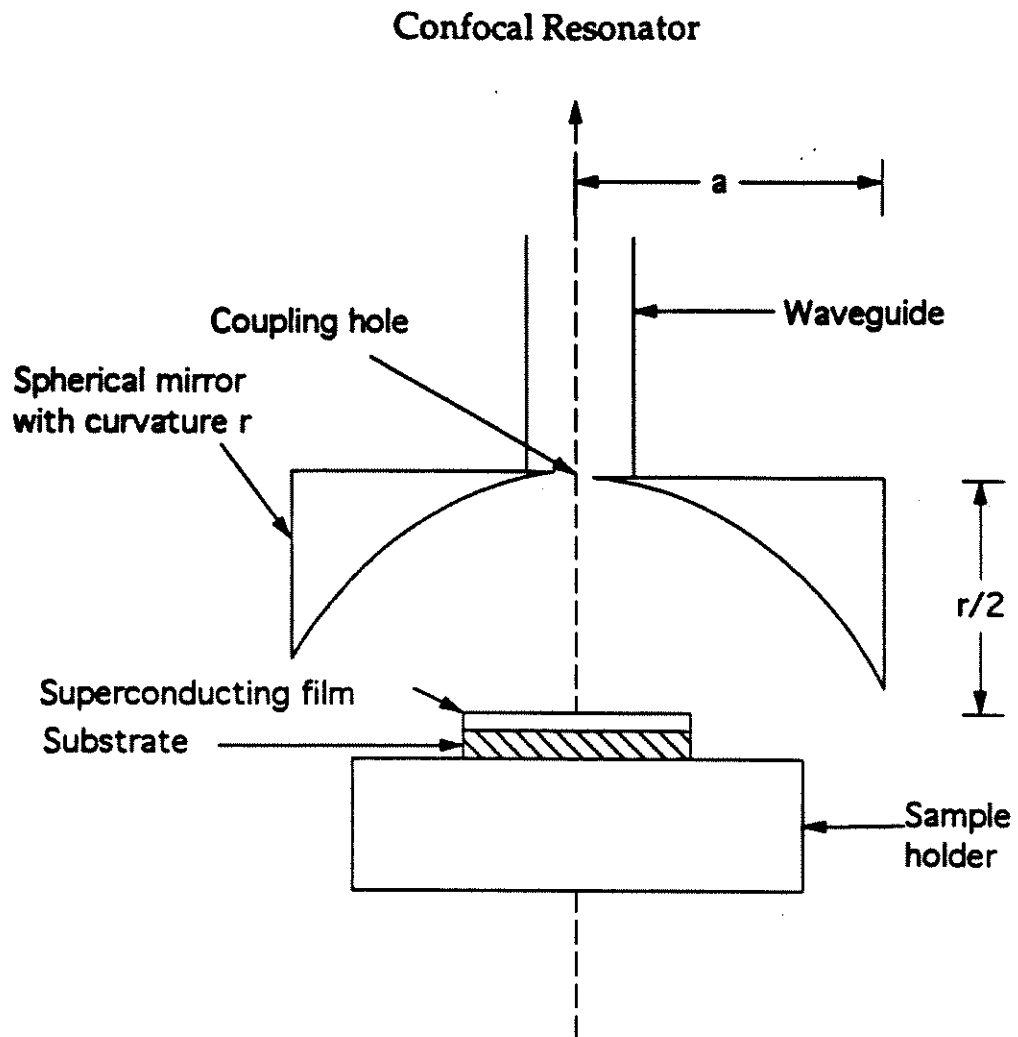 Confocal Resonator
a
Waveguide
Coupling hole
Spherical mirror
with curvature r
r/2
Superconducting film
Substrate
Sample
holder